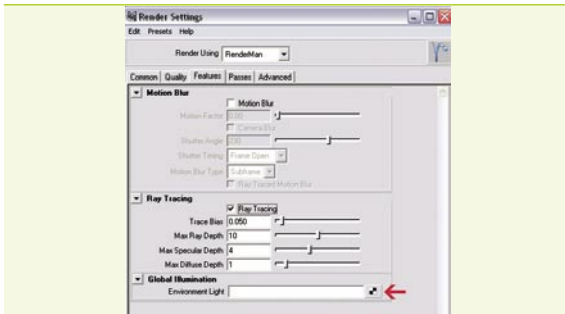 Render Settings
Edit Presets Help
Render Using RenderMan
Common Quality Features Passes Advanced
Motion Blur
Motion Blur
Motion Factor 0.00
Camera Blur
Shutter Angle
Shutter Timing Frame Open
Motion Blur Type Subframe
Ray Traced Motion Blur
Ray Tracing
Ray Tracing
Trace Bias 0.050
Max Ray Depth 10
Max Specular Depth 4
Max Diffuse Depth 1
Global Illumination
Environment Light